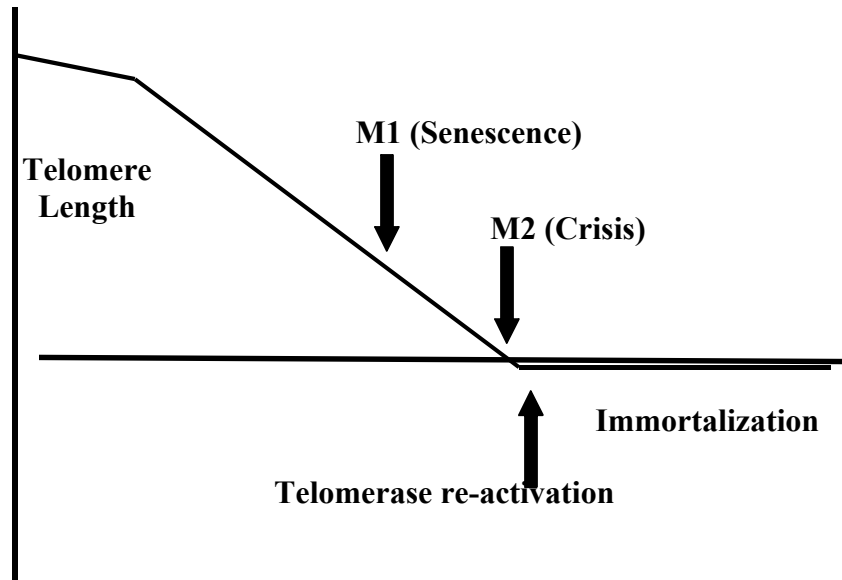 M1 (Senescence)
Telomere
Length
M2 (Crisis)
Immortalization
Telomerase re-activation